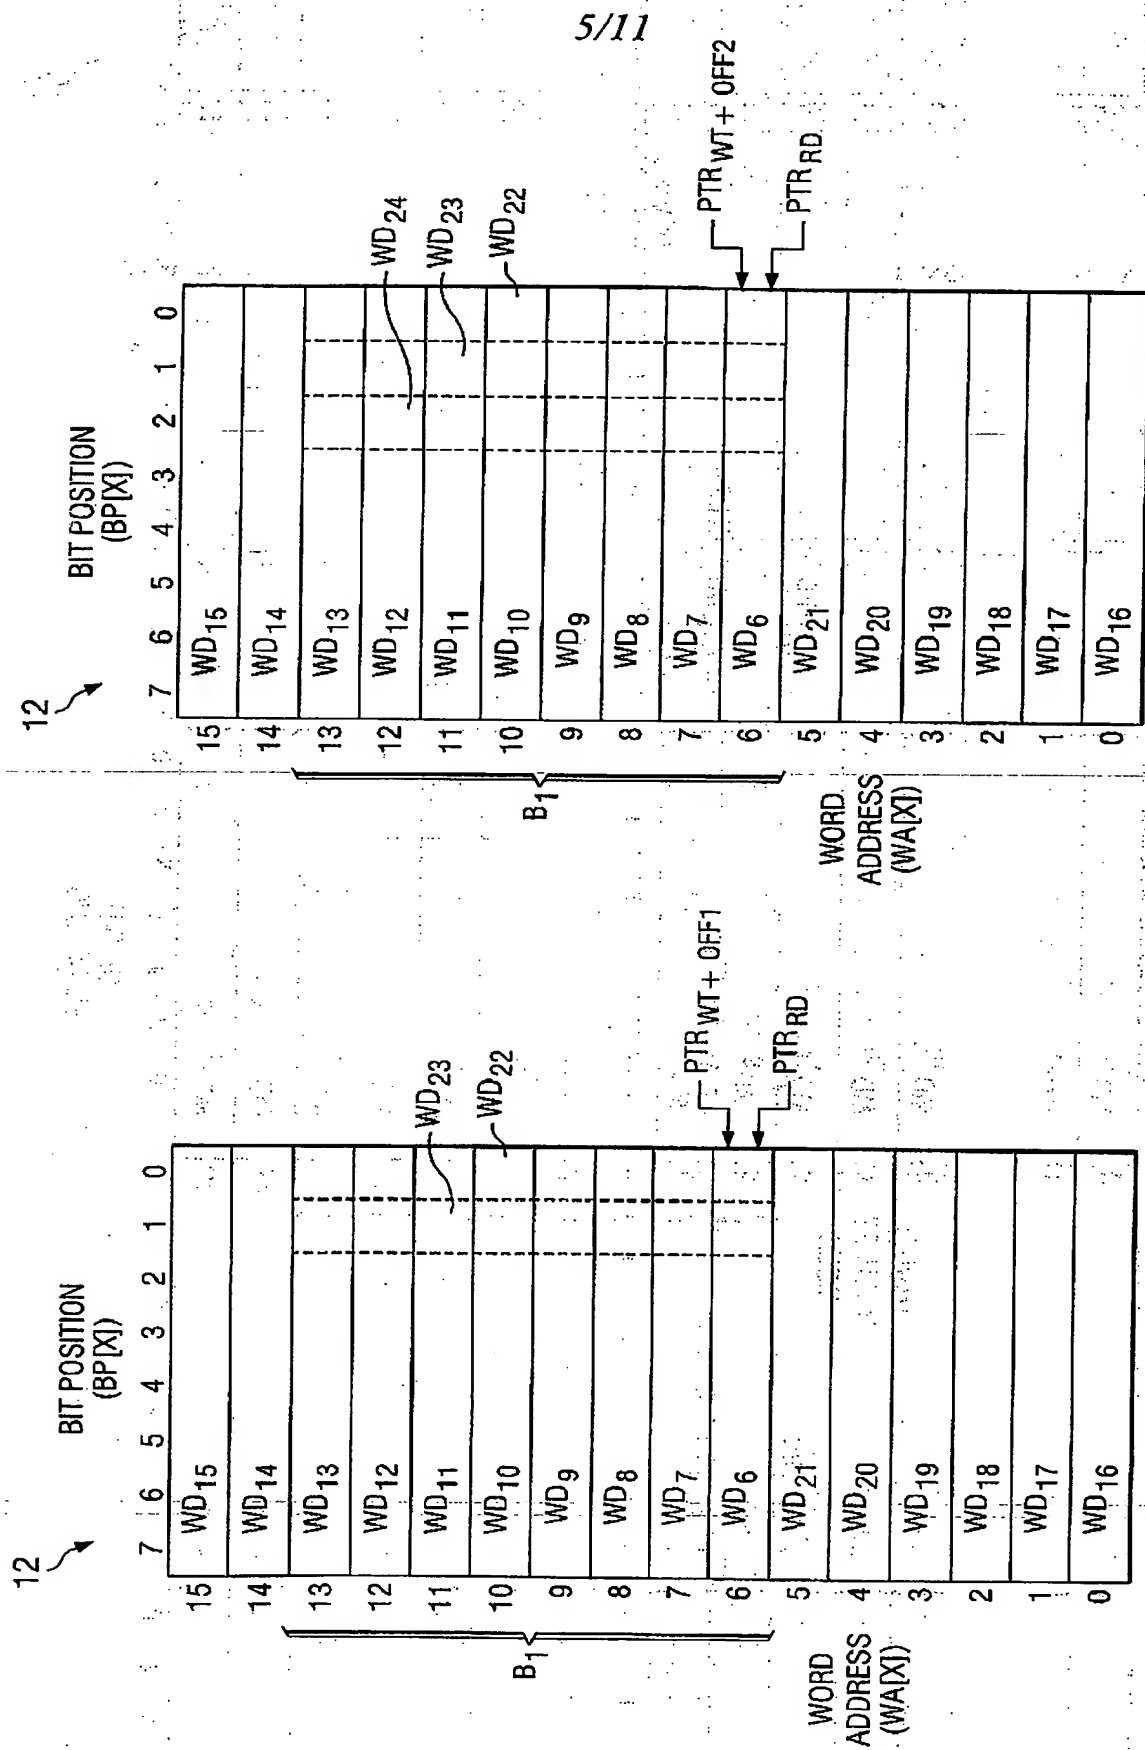 5/11
12
BIT POSITION
(BP[X])
7 6 5 4 3 2 1 0
15 WD15
14 WD14
13 WD13
12 WD12
11 WD11
10 WD10
9 WD9
8 WD8
7 WD7
6 WD6
5 WD21
4 WD20
3 WD19
2 WD18
1 WD17
0 WD16
B1
WORD
ADDRESS
(WA[X])
WD23
WD22
PTRWT + OFF1
PTRRD
12
BIT POSITION
(BP[X])
7 6 5 4 3 2 1 0
15 WD15
14 WD14
13 WD13
12 WD12
11 WD11
10 WD10
9 WD9
8 WD8
7 WD7
6 WD6
5 WD21
4 WD20
3 WD19
2 WD18
1 WD17
0 WD16
B1
WORD
ADDRESS
(WA[X])
WD24
WD23
WD22
PTRWT + OFF2
PTRRD